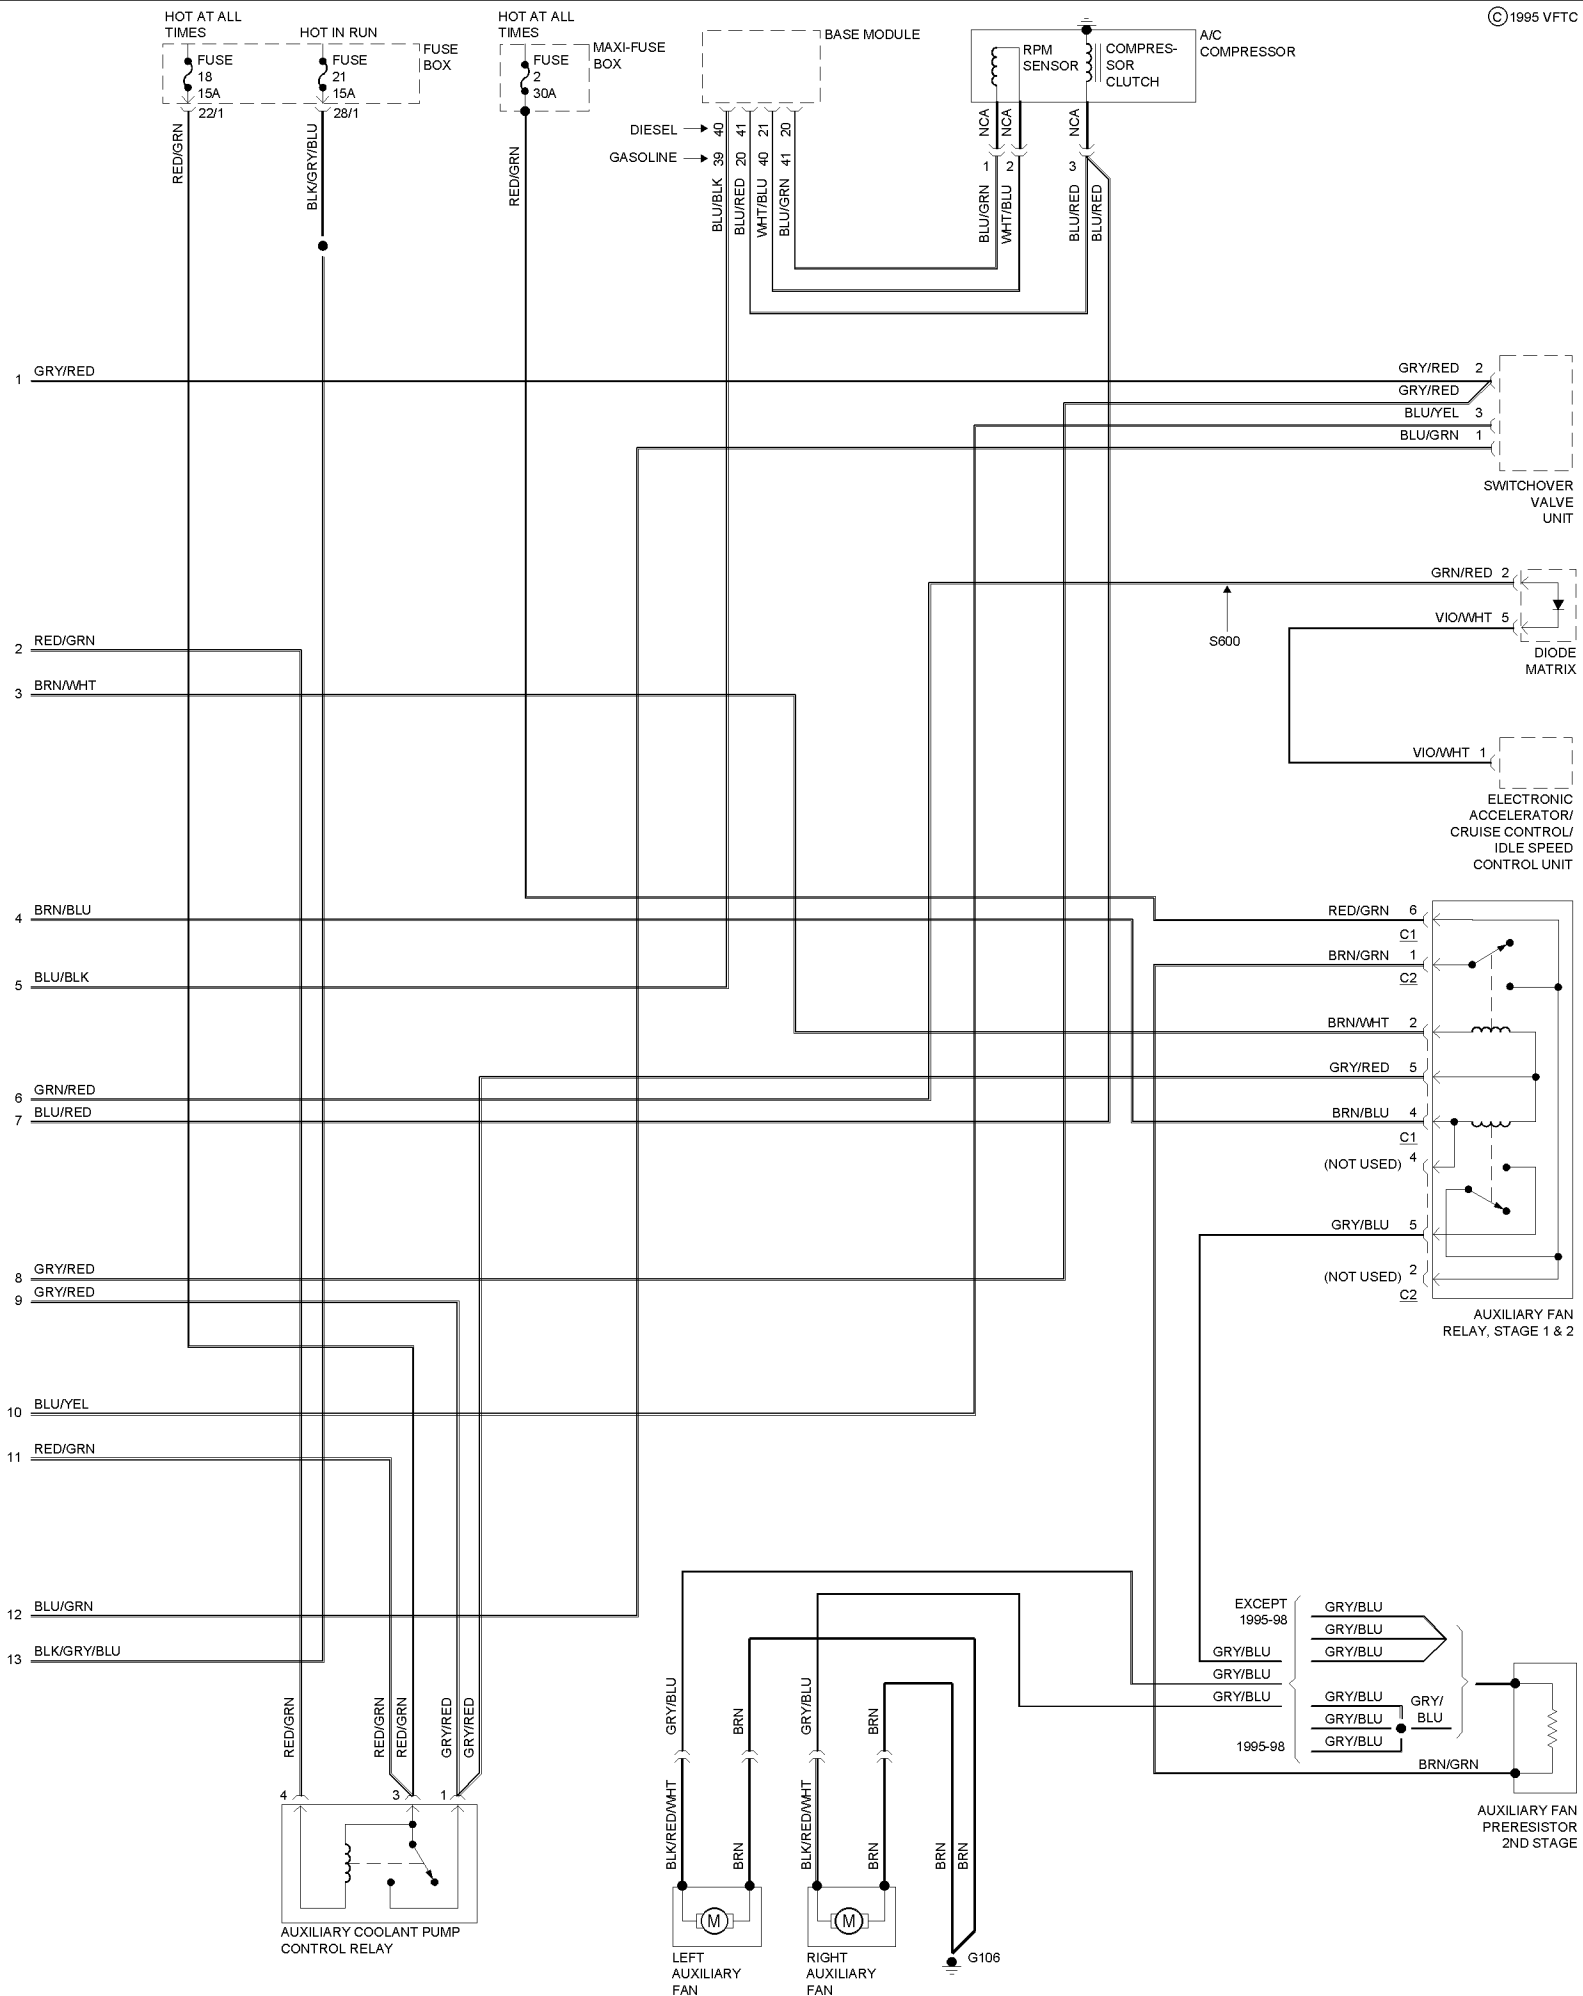 HOT AT ALL
TIMES
HOT IN RUN
HOT AT ALL
TIMES
© 1995 VFTC
FUSE
18
15A
FUSE
21
15A
FUSE
BOX
FUSE
2
30A
MAXI-FUSE
BOX
BASE MODULE
RPM
SENSOR
COMPRES-
SOR
CLUTCH
A/C
COMPRESSOR
22/1
28/1
DIESEL
40
41
21
20
GASOLINE
39
20
40
41
NCA
NCA
NCA
1
2
3
RED/GRN
BLK/GRY/BLU
RED/GRN
BLU/BLK
BLU/RED
WHT/BLU
BLU/GRN
BLU/GRN
WHT/BLU
BLU/RED
BLU/RED
1 GRY/RED
GRY/RED 2
GRY/RED
BLU/YEL 3
BLU/GRN 1
SWITCHOVER
VALVE
UNIT
GRN/RED 2
VIO/WHT 5
S600
DIODE
MATRIX
2 RED/GRN
3 BRN/WHT
VIO/WHT 1
ELECTRONIC
ACCELERATOR/
CRUISE CONTROL/
IDLE SPEED
CONTROL UNIT
4 BRN/BLU
5 BLU/BLK
6 GRN/RED
7 BLU/RED
RED/GRN 6
C1
BRN/GRN 1
C2
BRN/WHT 2
GRY/RED 5
BRN/BLU 4
C1
(NOT USED) 4
GRY/BLU 5
(NOT USED) 2
C2
AUXILIARY FAN
RELAY, STAGE 1 & 2
8 GRY/RED
9 GRY/RED
10 BLU/YEL
11 RED/GRN
12 BLU/GRN
13 BLK/GRY/BLU
EXCEPT
1995-98
GRY/BLU
GRY/BLU
GRY/BLU
GRY/BLU
GRY/BLU
GRY/BLU
GRY/BLU
GRY/BLU
GRY/BLU
GRY/
BLU
1995-98
BRN/GRN
AUXILIARY FAN
PRERESISTOR
2ND STAGE
RED/GRN
RED/GRN
RED/GRN
GRY/RED
GRY/RED
4
3
1
AUXILIARY COOLANT PUMP
CONTROL RELAY
GRY/BLU
BRN
GRY/BLU
BRN
BLK/RED/WHT
BRN
BLK/RED/WHT
BRN
BRN
BRN
M
M
LEFT
AUXILIARY
FAN
RIGHT
AUXILIARY
FAN
G106